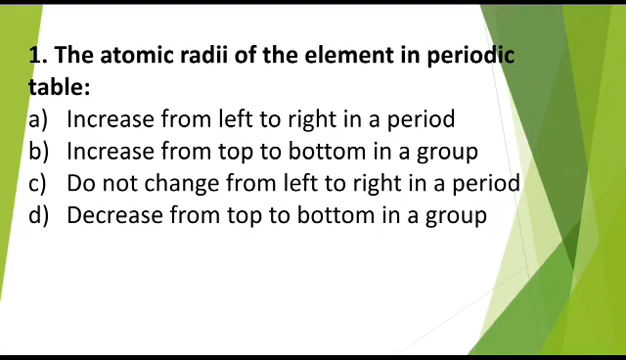 1. The atomic radii of the element in periodic
table:
a) Increase from left to right in a period
b) Increase from top to bottom in a group
c) Do not change from left to right in a period
d) Decrease from top to bottom in a group